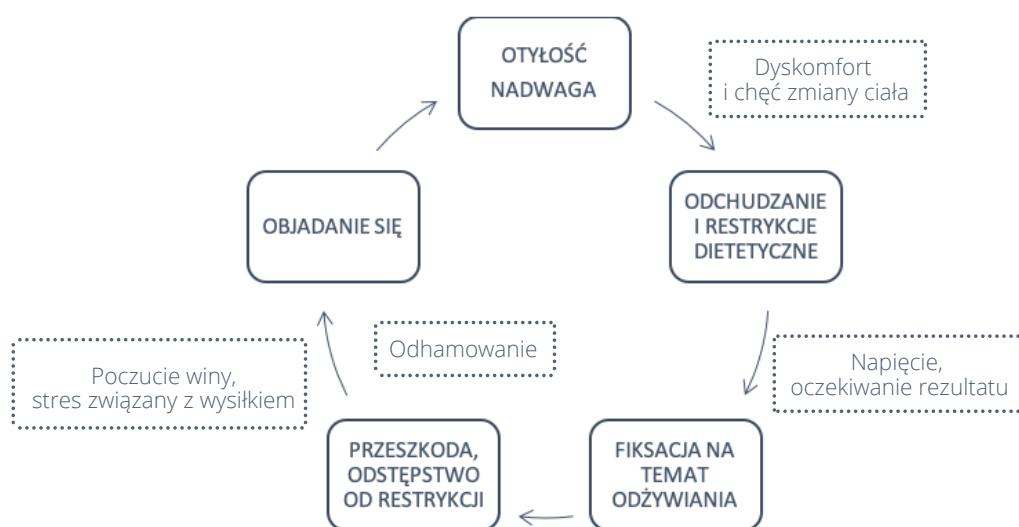 OTYŁOŚĆ
NADWAGA
Dyskomfort
i chęć zmiany ciała
ODCHUDZANIE
I RESTRYKCJE
DIETETYCZNE
Napięcie,
oczekiwanie rezultatu
FIKSACJA NA
TEMAT
ODŻYWIANIA
PRZESZKODA,
ODSTĘPSTWO
OD RESTRYKCJI
Odhamowanie
Poczucie winy,
stres związany z wysiłkiem
OBJADANIE SIĘ